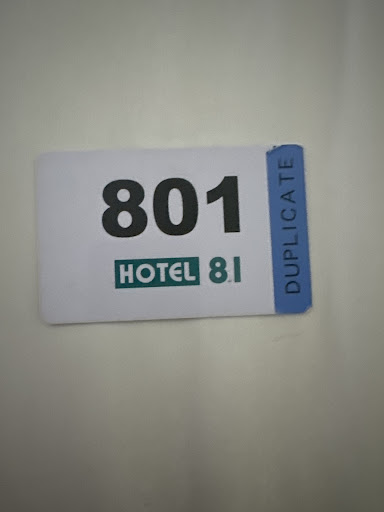 801
HOTEL 81
DUPLICATE